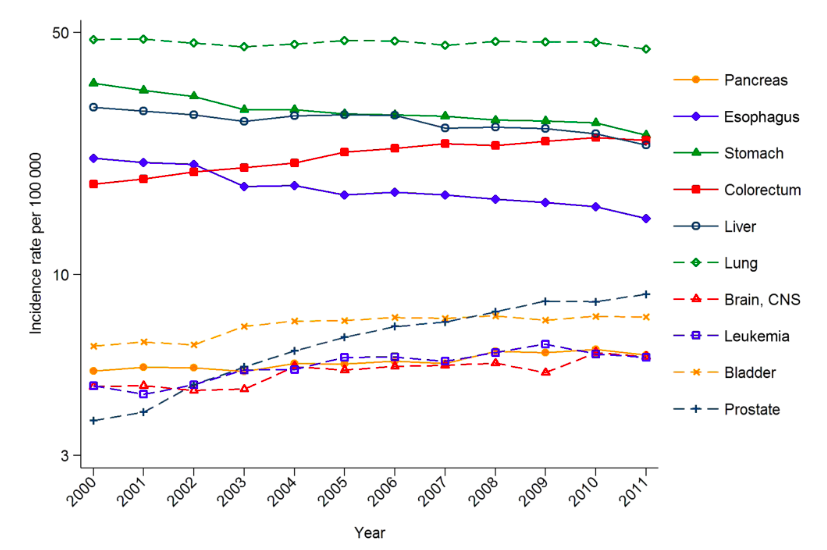 50
10
3
Incidence rate per 100 000
2000 2001 2002 2003 2004 2005 2006 2007 2008 2009 2010 2011
Year
Pancreas
Esophagus
Stomach
Colorectum
Liver
Lung
Brain, CNS
Leukemia
Bladder
Prostate